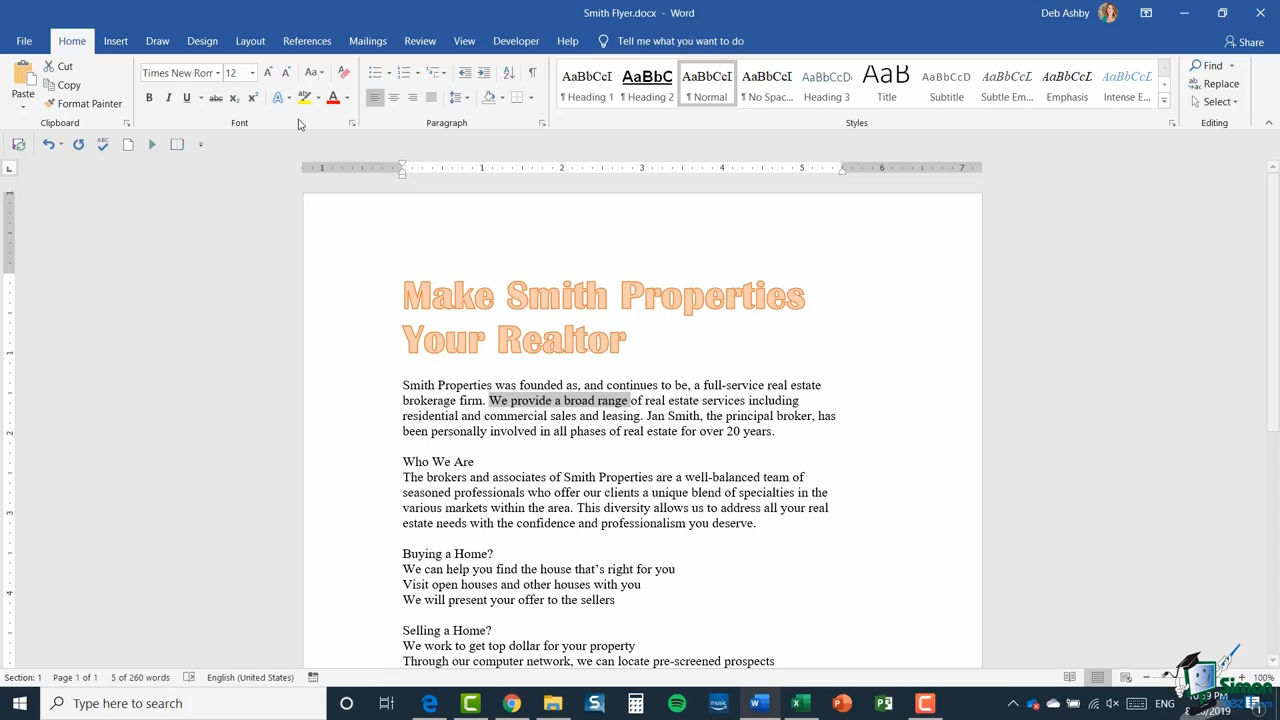 Smith Flyer.docx - Word
Deb Ashby
File Home Insert Draw Design Layout References Mailings Review View Developer Help Tell me what you want to do
Share
Paste
Cut
Copy
Format Painter
Clipboard
Times New Rom 12
Font
Paragraph
AaBbCcI AaBbC AaBbCcI AaBbCcI AaBbCcD AaB AaBbCcD AaBbCcI AaBbCcI AaBbCcI
¶ Heading 1 ¶ Heading 2 ¶ Normal ¶ No Spac... Heading 3 Title Subtitle Subtle Em... Emphasis Intense E...
Styles
Find
Replace
Select
Editing
1 1 2 3 4 5 6 7
Make Smith Properties
Your Realtor
Smith Properties was founded as, and continues to be, a full-service real estate
brokerage firm. We provide a broad range of real estate services including
residential and commercial sales and leasing. Jan Smith, the principal broker, has
been personally involved in all phases of real estate for over 20 years.
Who We Are
The brokers and associates of Smith Properties are a well-balanced team of
seasoned professionals who offer our clients a unique blend of specialties in the
various markets within the area. This diversity allows us to address all your real
estate needs with the confidence and professionalism you deserve.
Buying a Home?
We can help you find the house that's right for you
Visit open houses and other houses with you
We will present your offer to the sellers
Selling a Home?
We work to get top dollar for your property
Through our computer network, we can locate pre-screened prospects
Section: 1 Page 1 of 1 5 of 260 words English (United States)
100%
Type here to search
ENG